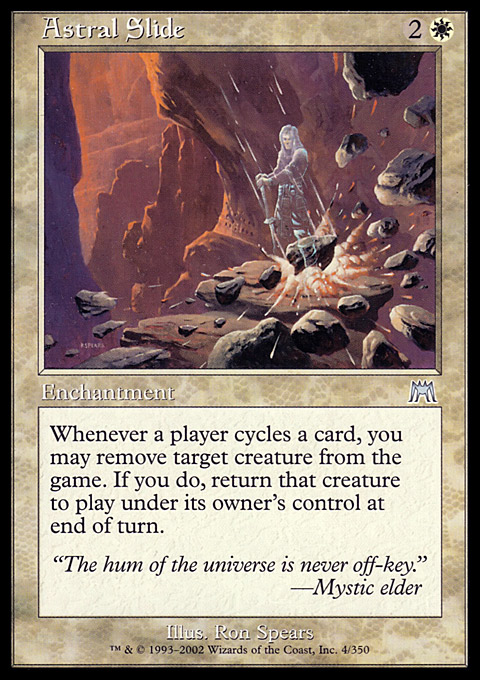 Astral Slide 2
Enchantment
Whenever a player cycles a card, you
may remove target creature from the
game. If you do, return that creature
to play under its owner's control at
end of turn.
“The hum of the universe is never off-key.”
—Mystic elder
Illus. Ron Spears
™ & © 1993–2002 Wizards of the Coast, Inc. 4/350